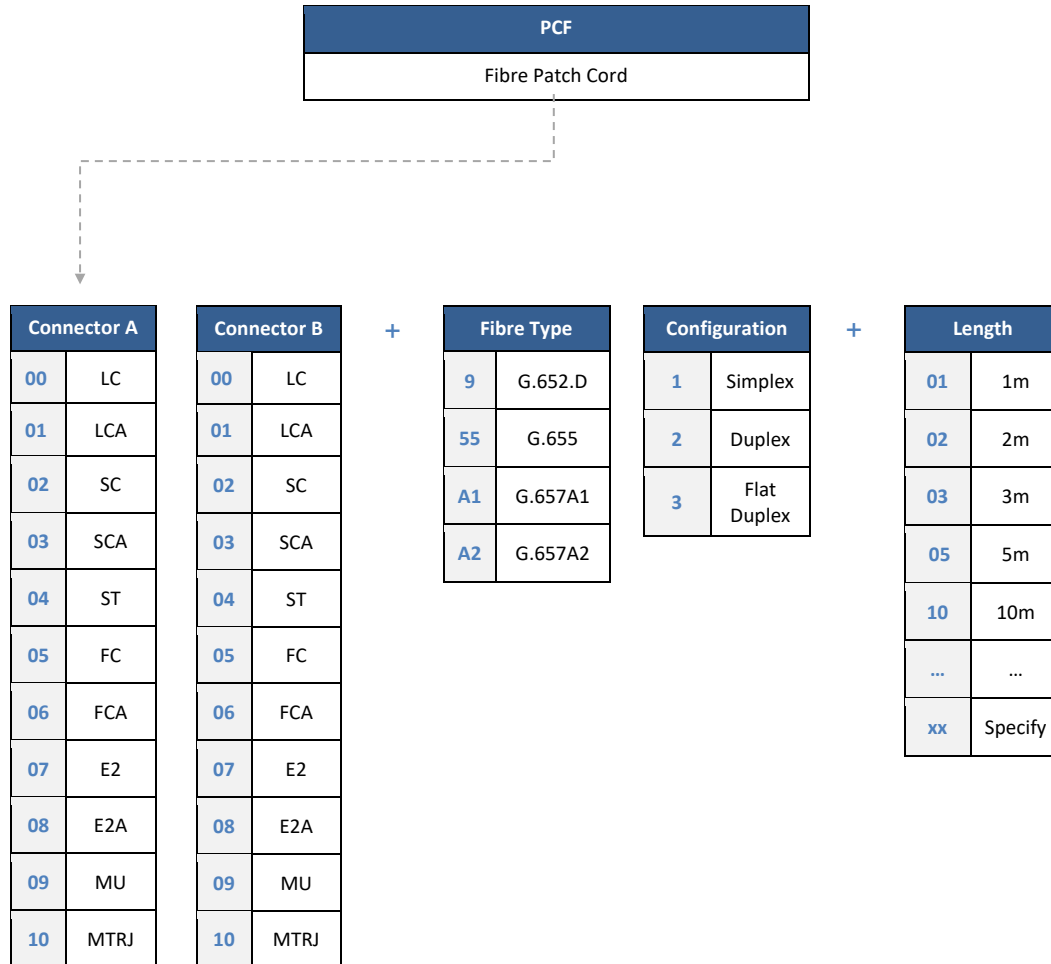 PCF
Fibre Patch Cord
Connector A
00 LC
01 LCA
02 SC
03 SCA
04 ST
05 FC
06 FCA
07 E2
08 E2A
09 MU
10 MTRJ
Connector B
00 LC
01 LCA
02 SC
03 SCA
04 ST
05 FC
06 FCA
07 E2
08 E2A
09 MU
10 MTRJ
+
Fibre Type
9 G.652.D
55 G.655
A1 G.657A1
A2 G.657A2
Configuration
1 Simplex
2 Duplex
3 Flat
Duplex
+
Length
01 1m
02 2m
03 3m
05 5m
10 10m
... ...
xx Specify